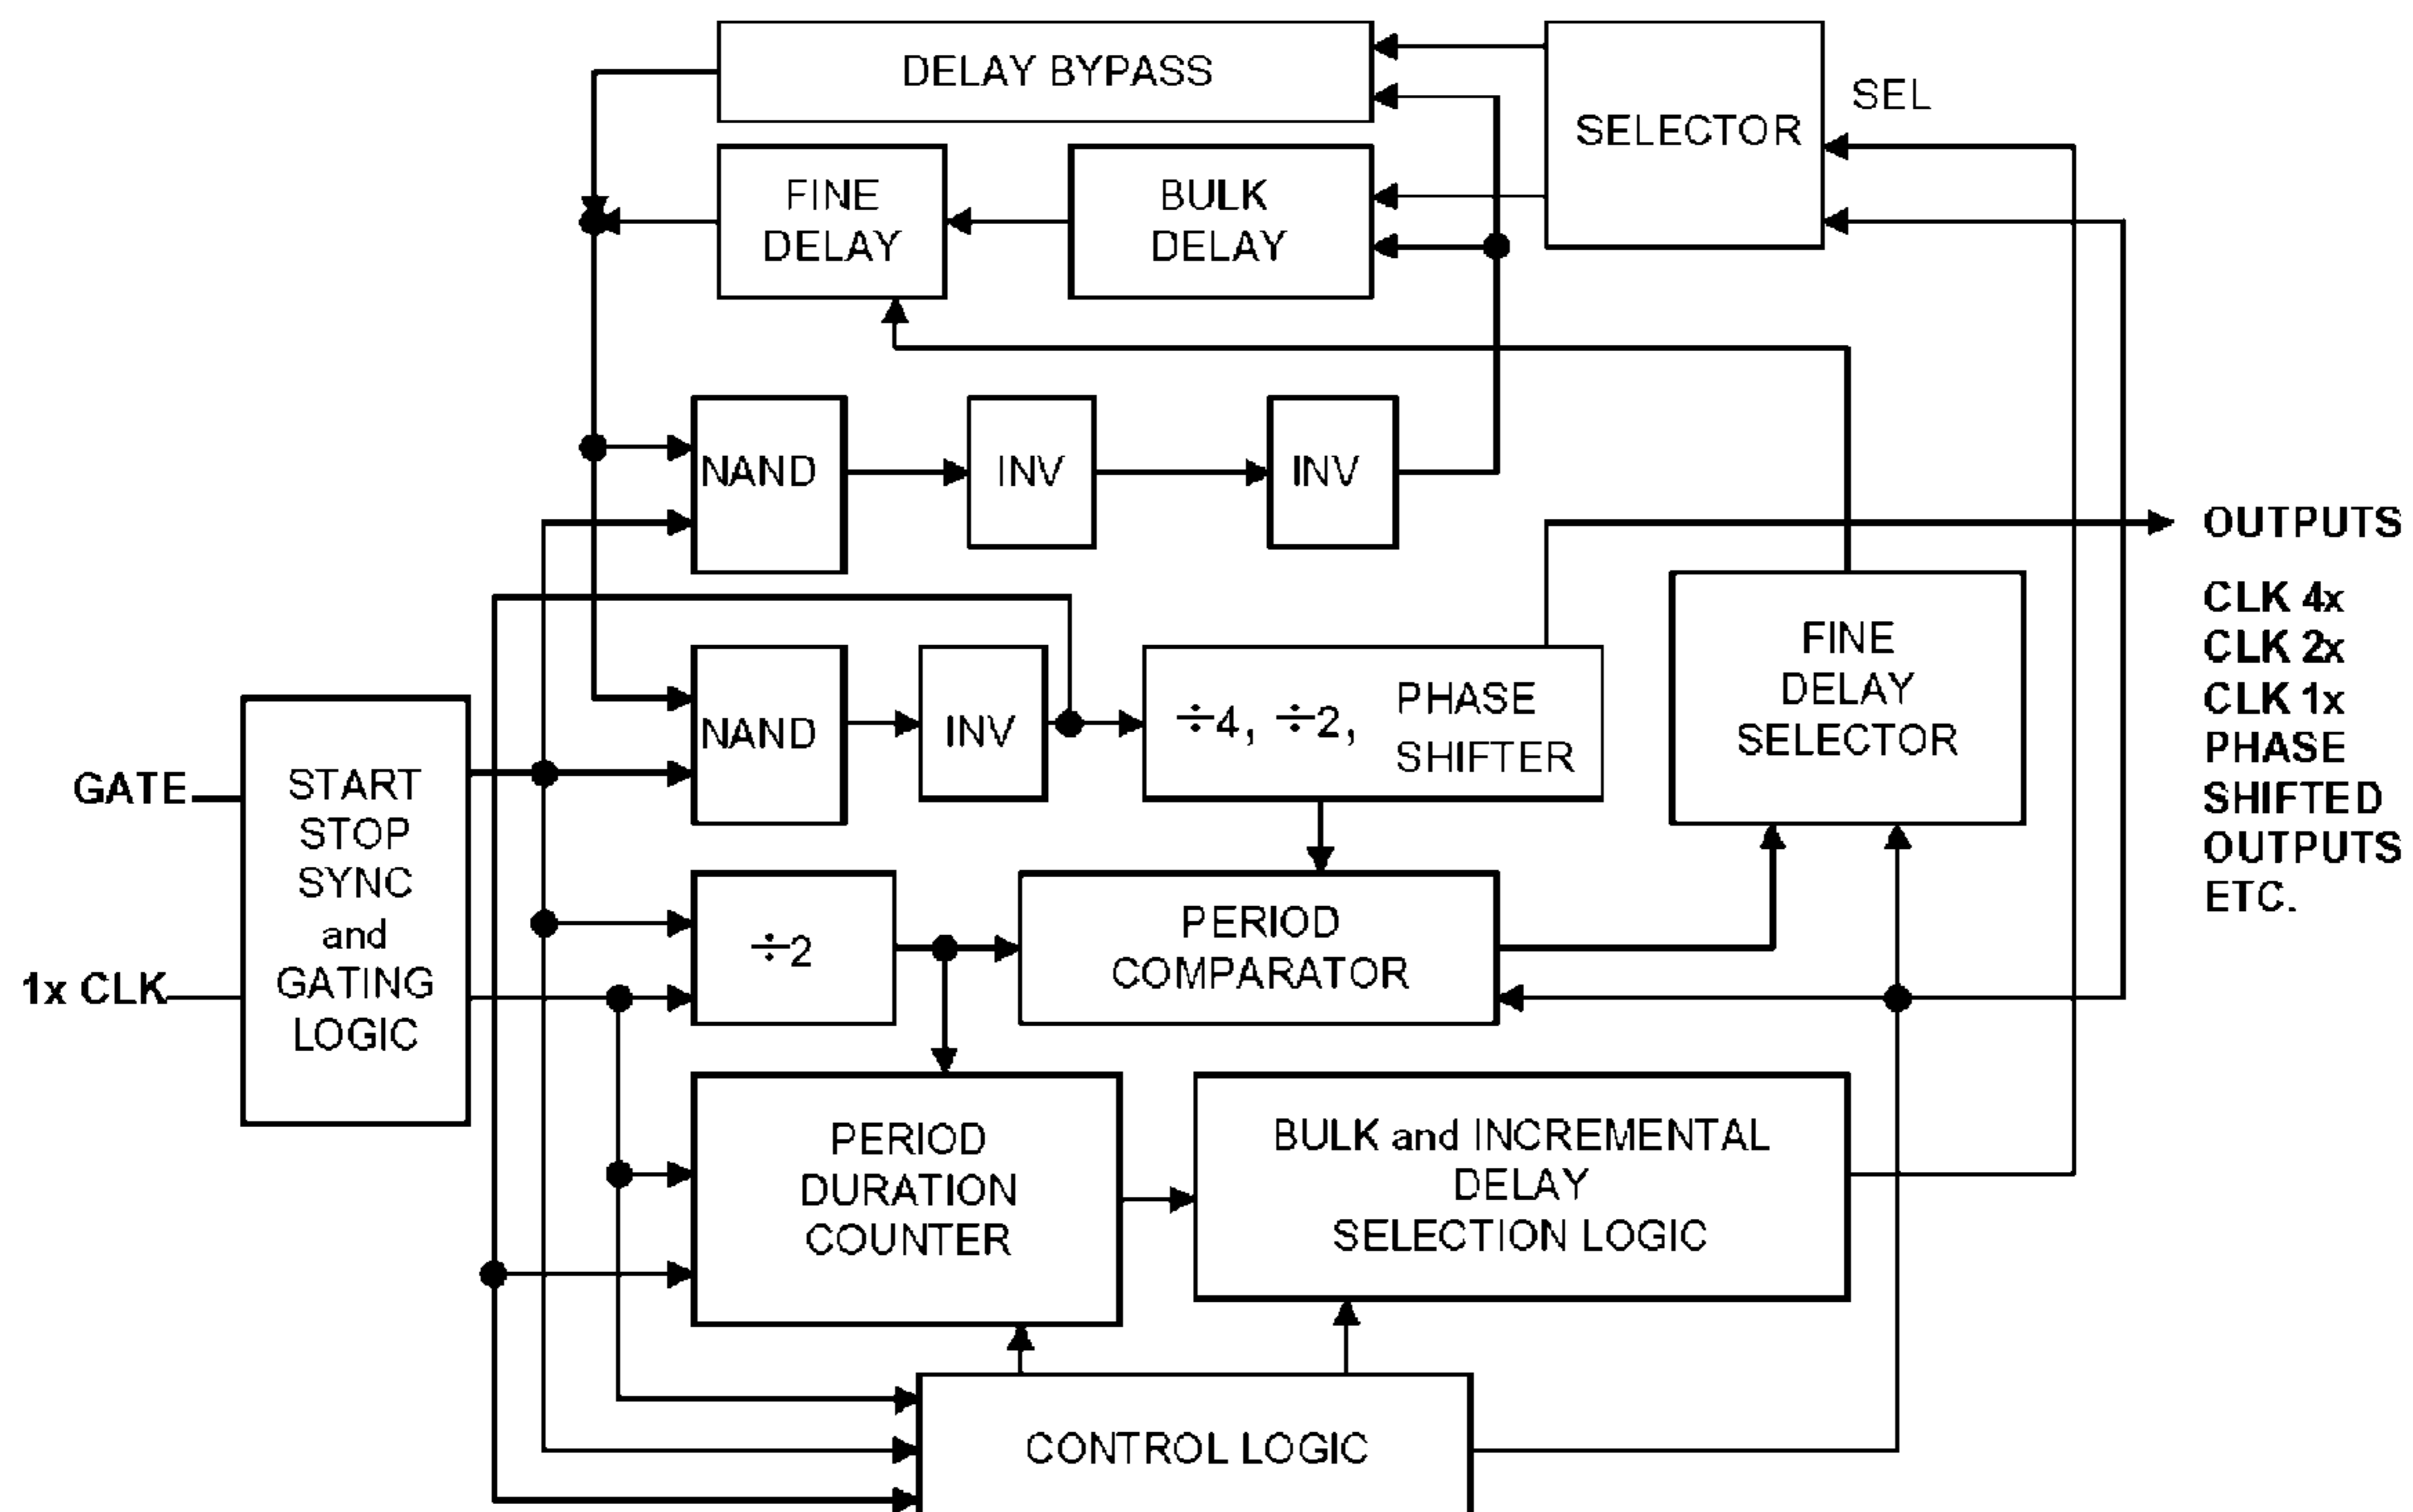 DELAY BYPASS
SELECTOR
SEL
FINE
DELAY
BULK
DELAY
NAND
INV
INV
OUTPUTS
CLK 4x
CLK 2x
CLK 1x
PHASE
SHIFTED
OUTPUTS
ETC.
FINE
DELAY
SELECTOR
NAND
INV
÷4, ÷2,
PHASE
SHIFTER
GATE
1x CLK
START
STOP
SYNC
and
GATING
LOGIC
÷2
PERIOD
COMPARATOR
PERIOD
DURATION
COUNTER
BULK and INCREMENTAL
DELAY
SELECTION LOGIC
CONTROL LOGIC